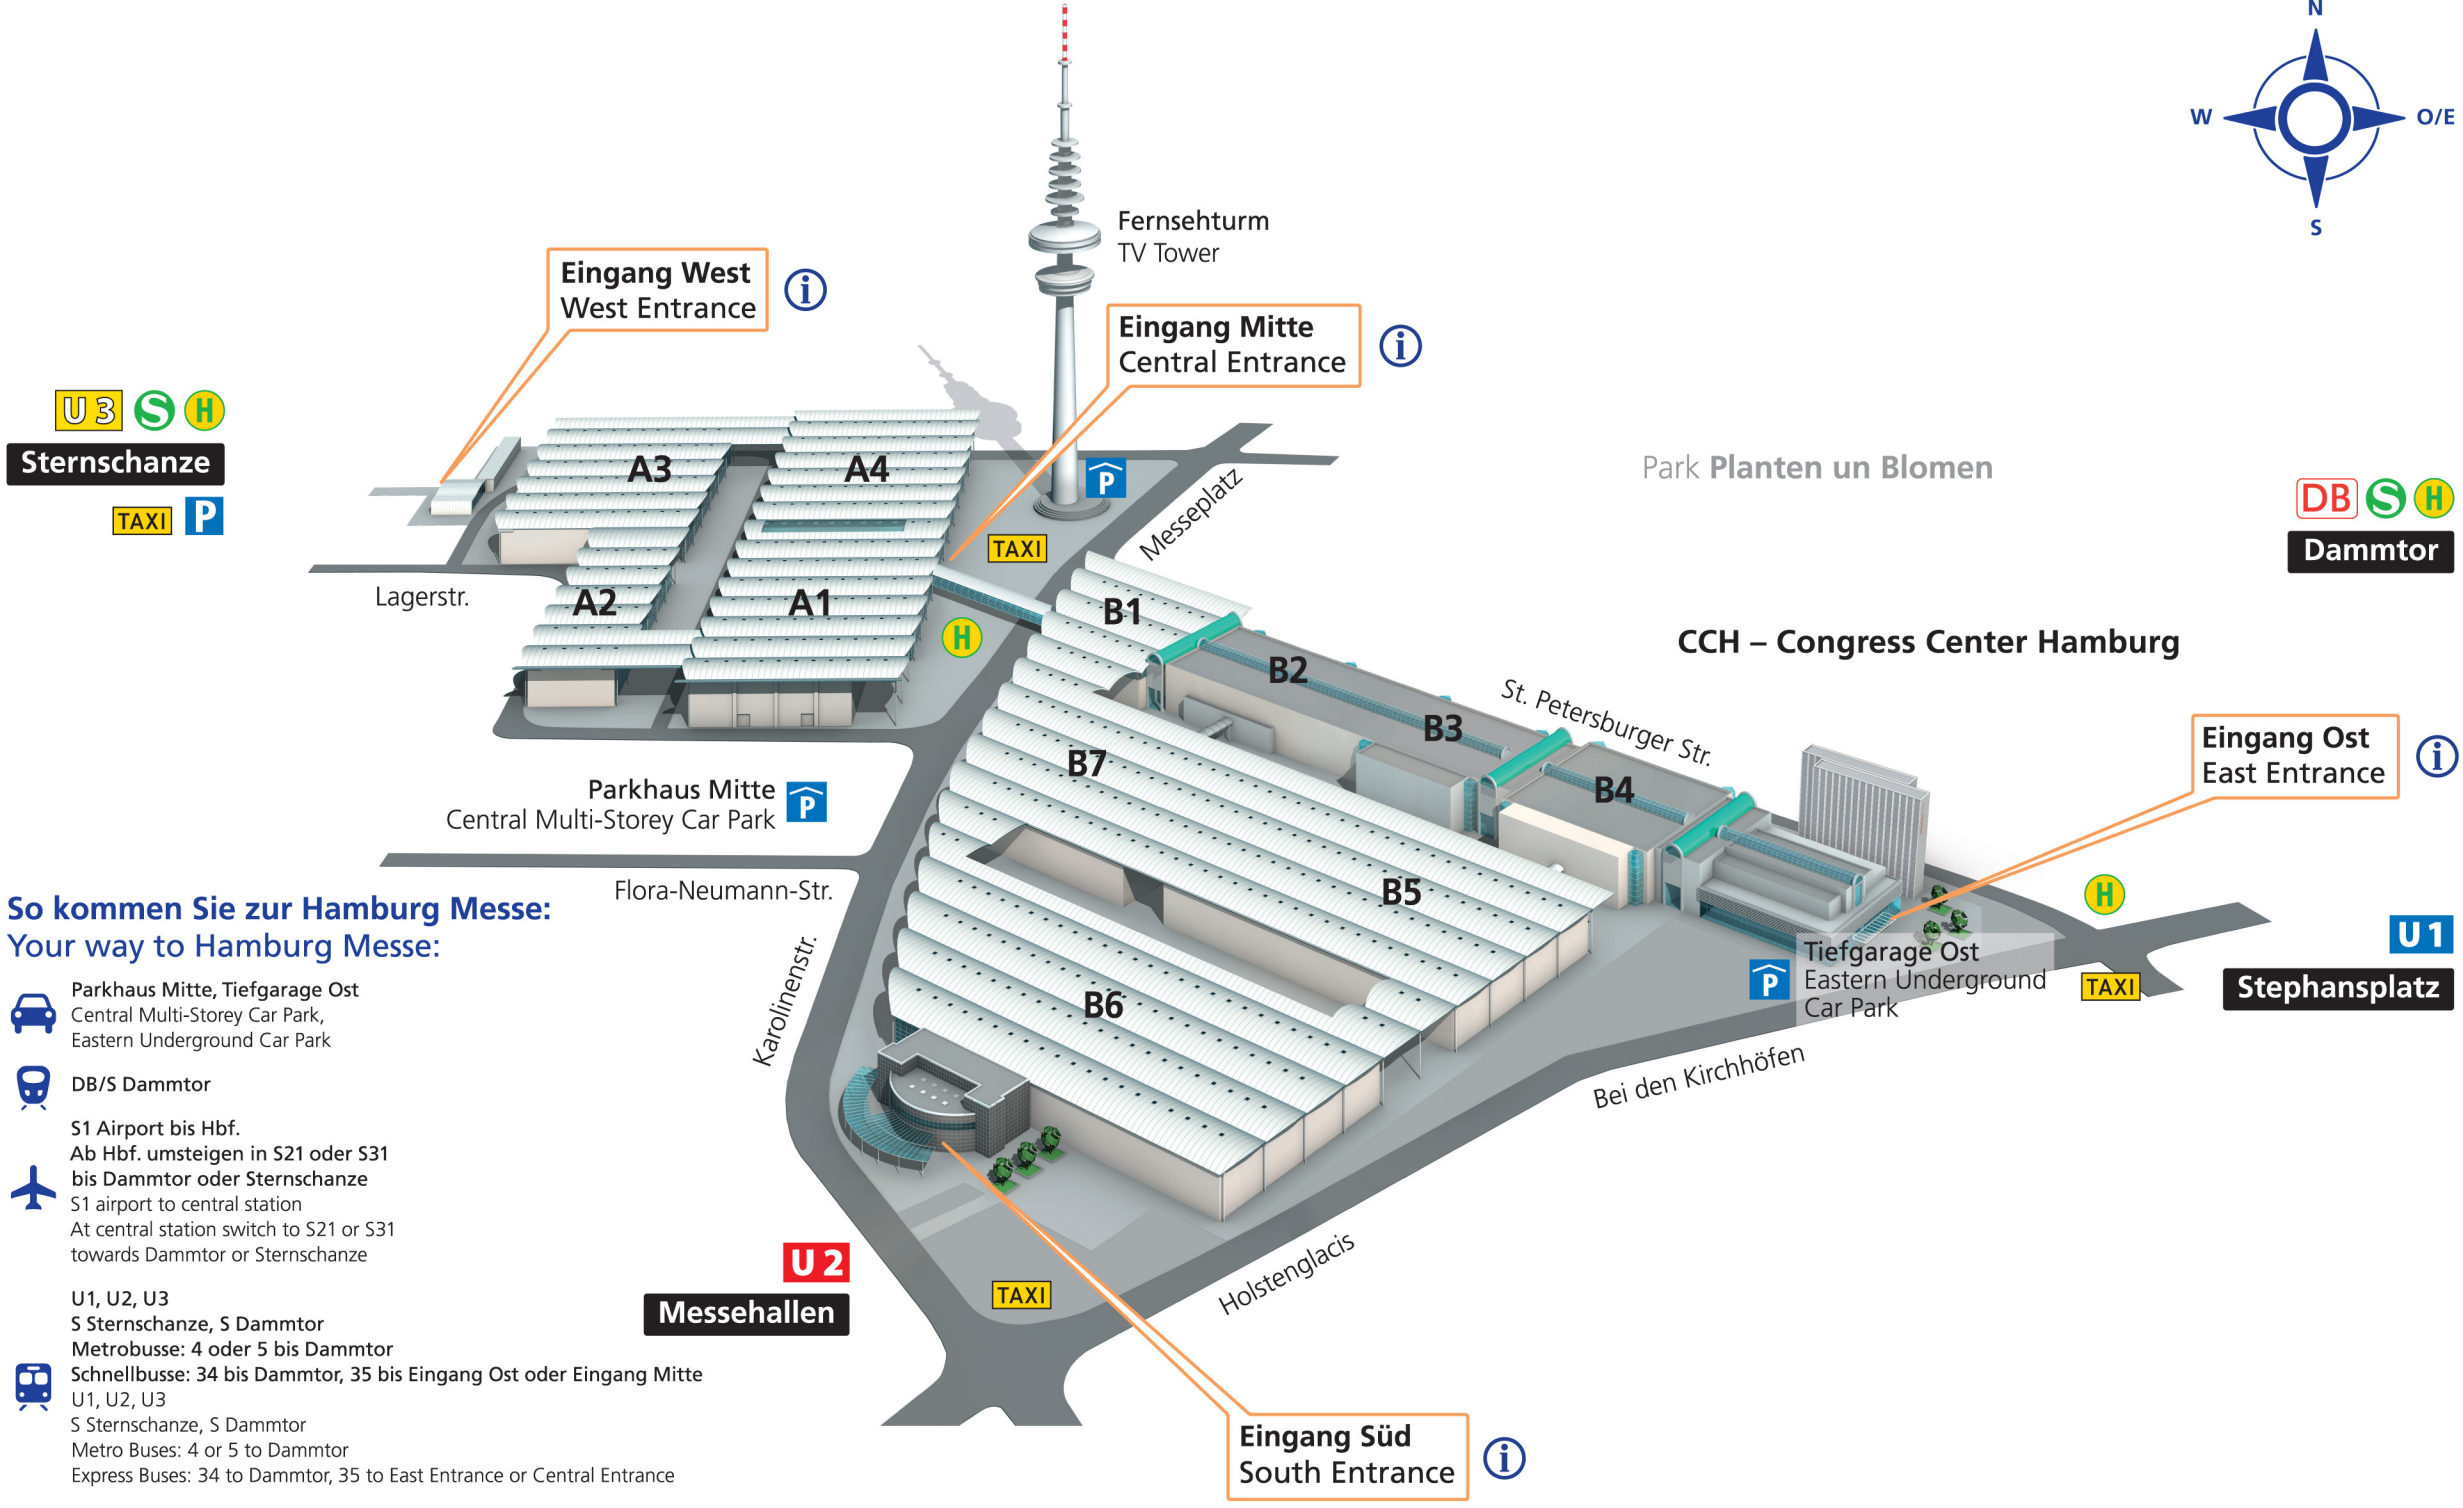 N
W
O/E
S
Fernsehturm
TV Tower
Eingang West
West Entrance
i
Eingang Mitte
Central Entrance
i
U 3
S
H
Sternschanze
TAXI
P
A3
A4
P
Messeplatz
Park Planten un Blomen
DB
S
H
Dammtor
TAXI
Lagerstr.
A2
A1
H
B1
CCH – Congress Center Hamburg
B2
St. Petersburger Str.
B3
B7
B4
Eingang Ost
East Entrance
i
Parkhaus Mitte
Central Multi-Storey Car Park
P
Flora-Neumann-Str.
B5
H
U 1
Stephansplatz
TAXI
P
Tiefgarage Ost
Eastern Underground
Car Park
Karolinenstr.
B6
Bei den Kirchhöfen
So kommen Sie zur Hamburg Messe:
Your way to Hamburg Messe:
Parkhaus Mitte, Tiefgarage Ost
Central Multi-Storey Car Park,
Eastern Underground Car Park
DB/S Dammtor
S1 Airport bis Hbf.
Ab Hbf. umsteigen in S21 oder S31
bis Dammtor oder Sternschanze
S1 airport to central station
At central station switch to S21 or S31
towards Dammtor or Sternschanze
U1, U2, U3
S Sternschanze, S Dammtor
Metrobusse: 4 oder 5 bis Dammtor
Schnellbusse: 34 bis Dammtor, 35 bis Eingang Ost oder Eingang Mitte
U1, U2, U3
S Sternschanze, S Dammtor
Metro Buses: 4 or 5 to Dammtor
Express Buses: 34 to Dammtor, 35 to East Entrance or Central Entrance
U 2
Messehallen
TAXI
Holstenglacis
Eingang Süd
South Entrance
i